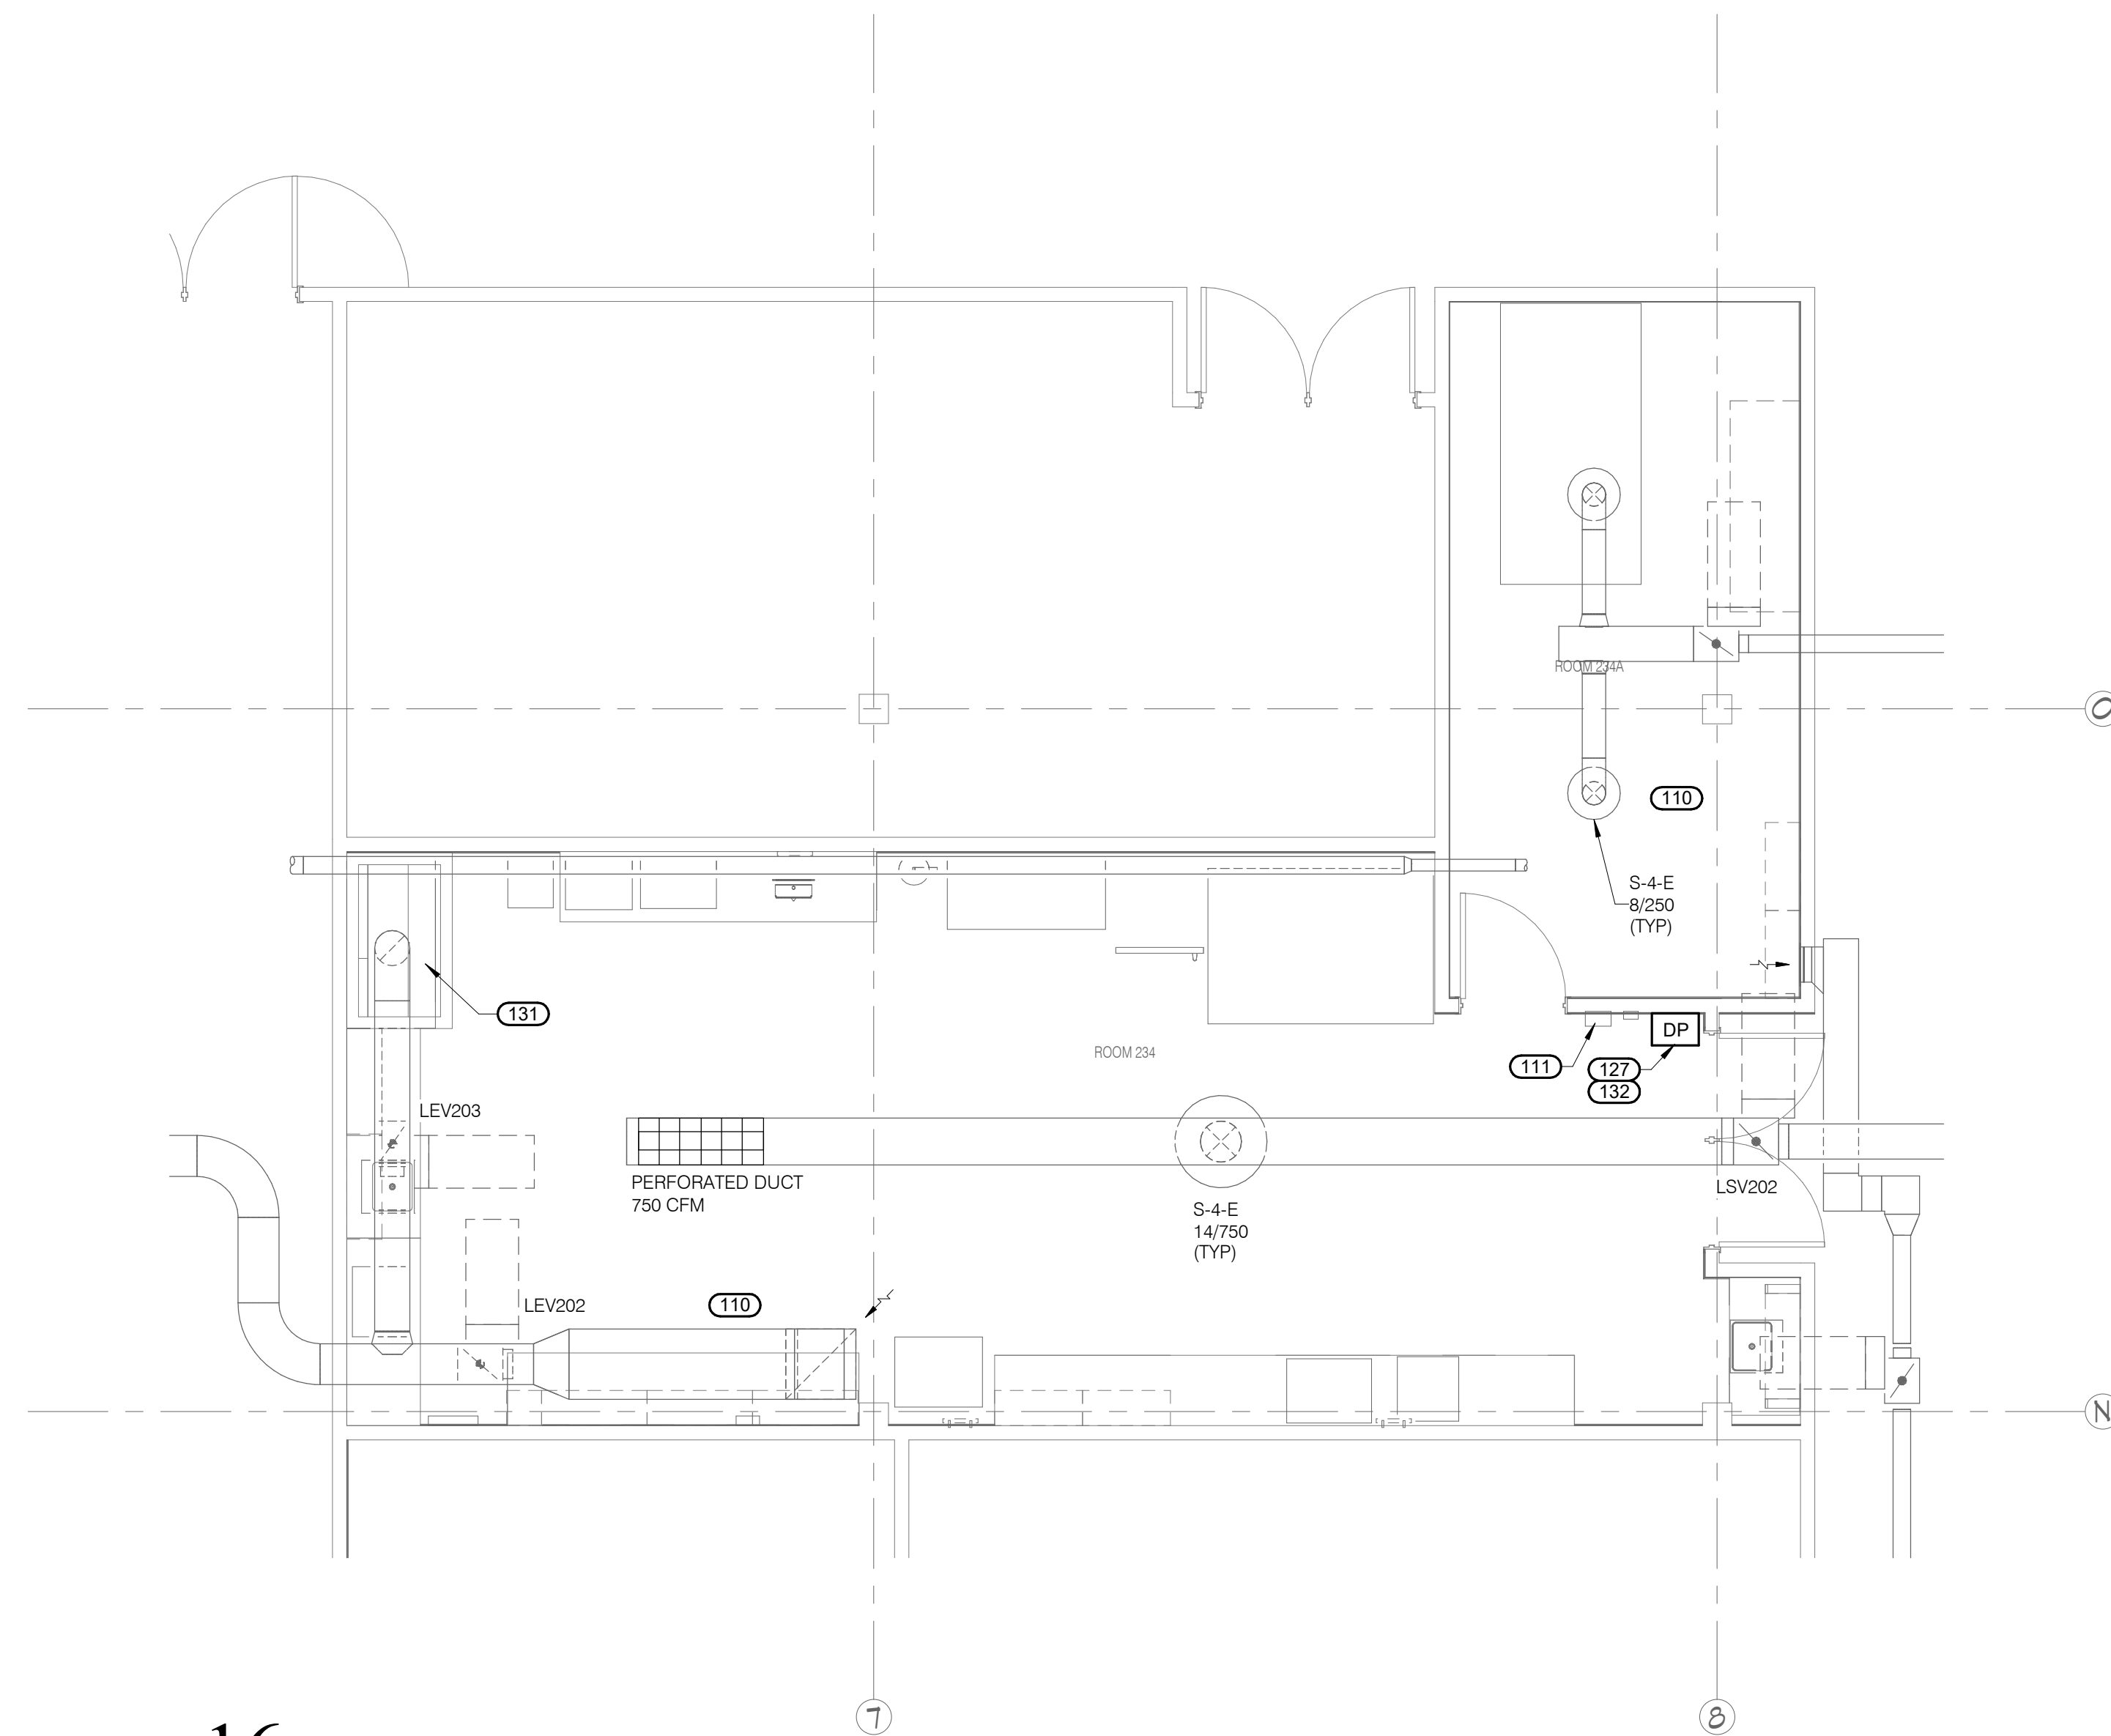 O
ROOM 234A
110
S-4-E
8/250
(TYP)
131
ROOM 234
DP
111
127
132
LEV203
PERFORATED DUCT
750 CFM
LSV202
S-4-E
14/750
(TYP)
LEV202
110
N
7
8